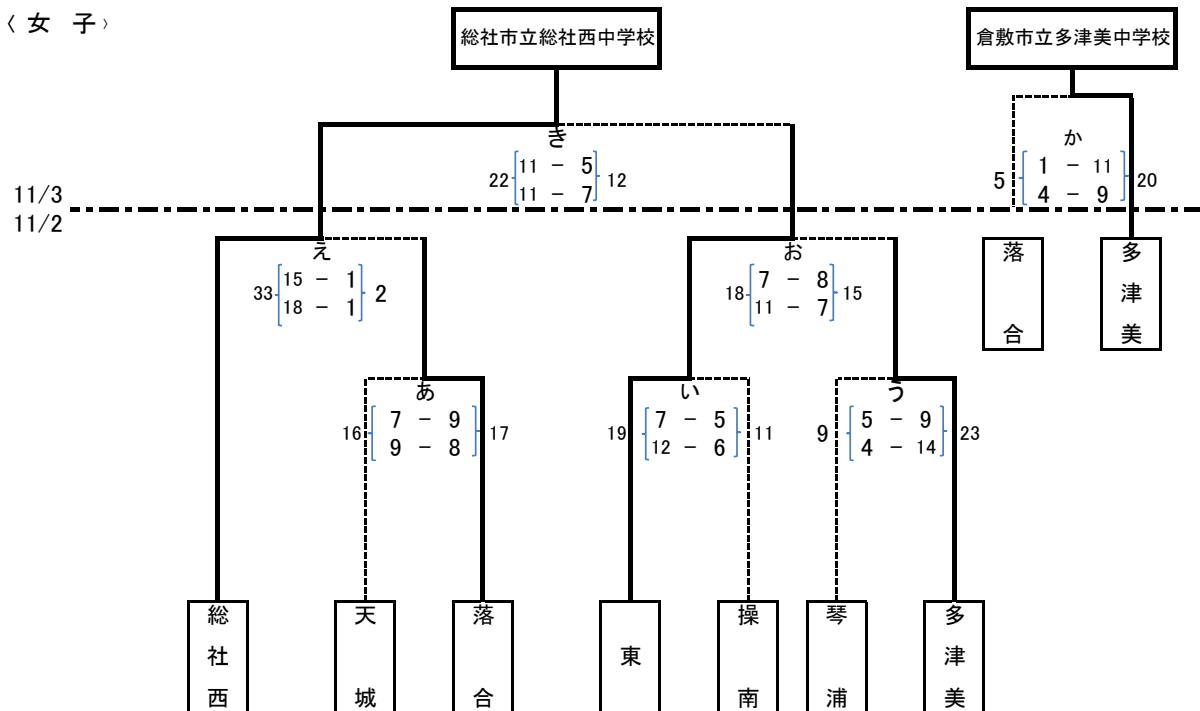 〈 女 子 〉
総社市立総社西中学校
倉敷市立多津美中学校
き
22 11 － 5 12
11 － 7
か
5 1 － 11 20
4 － 9
11/3
11/2
え
33 15 － 1 2
18 － 1
お
18 7 － 8 15
11 － 7
落合
多津美
あ
16 7 － 9 17
9 － 8
い
19 7 － 5 11
12 － 6
う
9 5 － 9 23
4 － 14
総社西
天城
落合
東
操南
琴浦
多津美